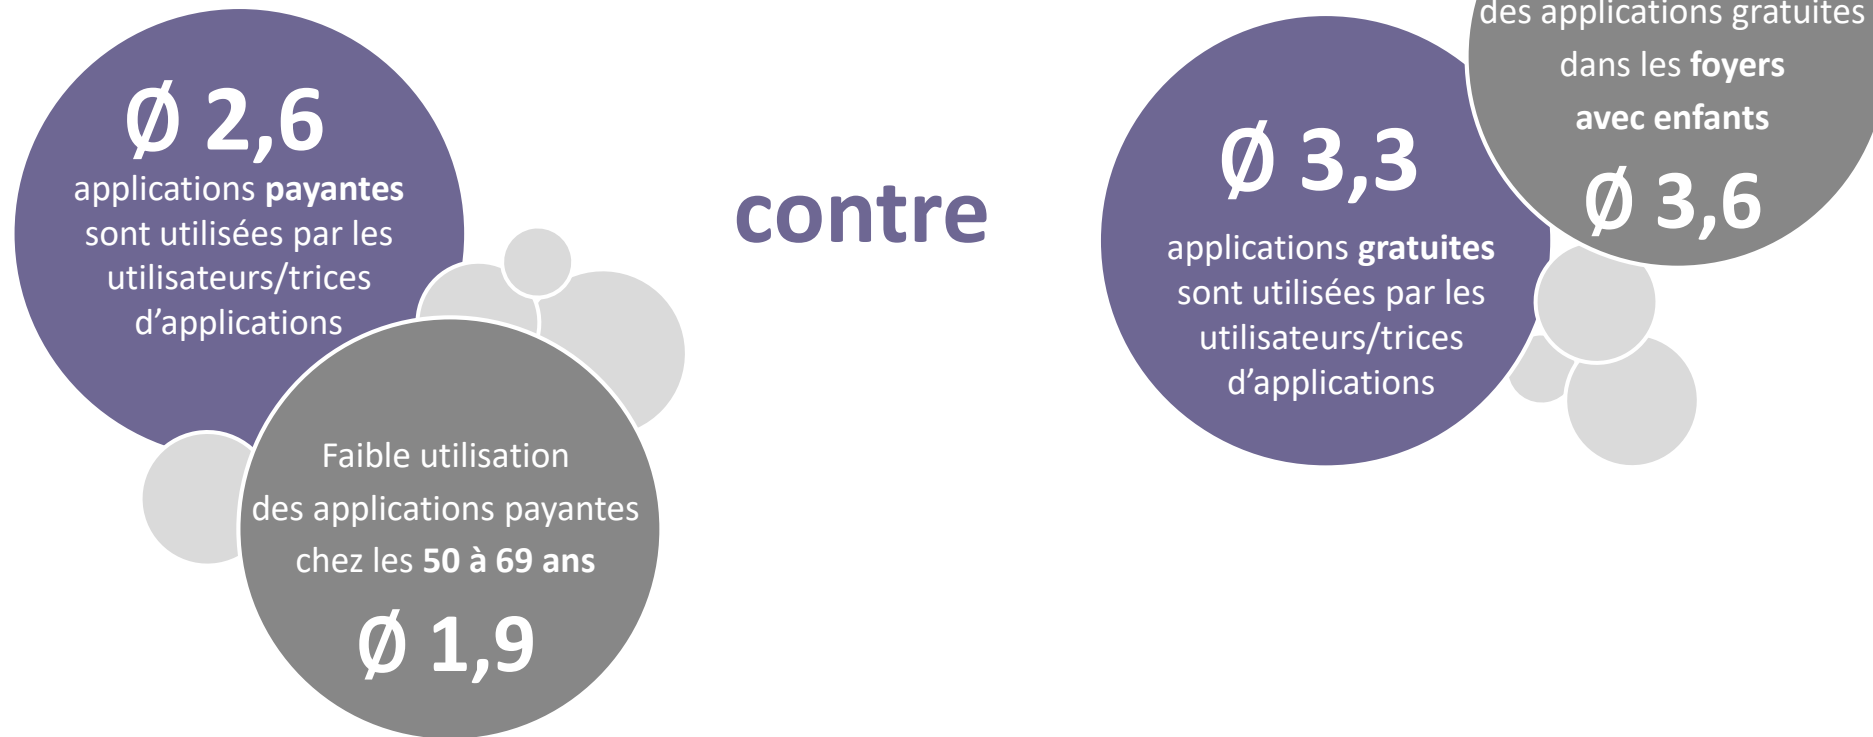 Ø 2,6
applications payantes
sont utilisées par les
utilisateurs/trices
d’applications
Faible utilisation
des applications payantes
chez les 50 à 69 ans
Ø 1,9
contre
Ø 3,3
applications gratuites
sont utilisées par les
utilisateurs/trices
d’applications
des applications gratuites
dans les foyers
avec enfants
Ø 3,6